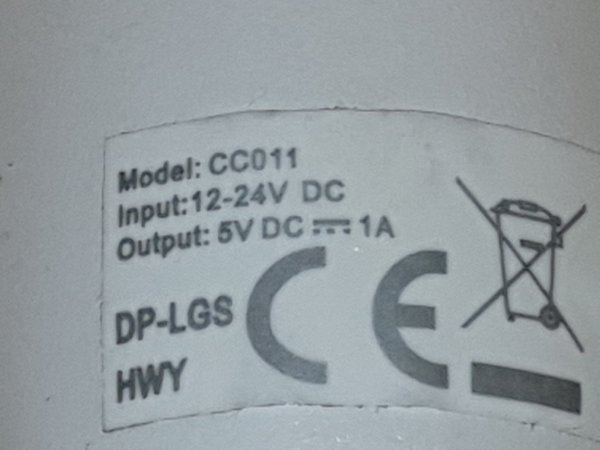 Model: CC011
Input:12-24V DC
Output: 5V DC ⎓ 1A
DP-LGS
HWY
CE